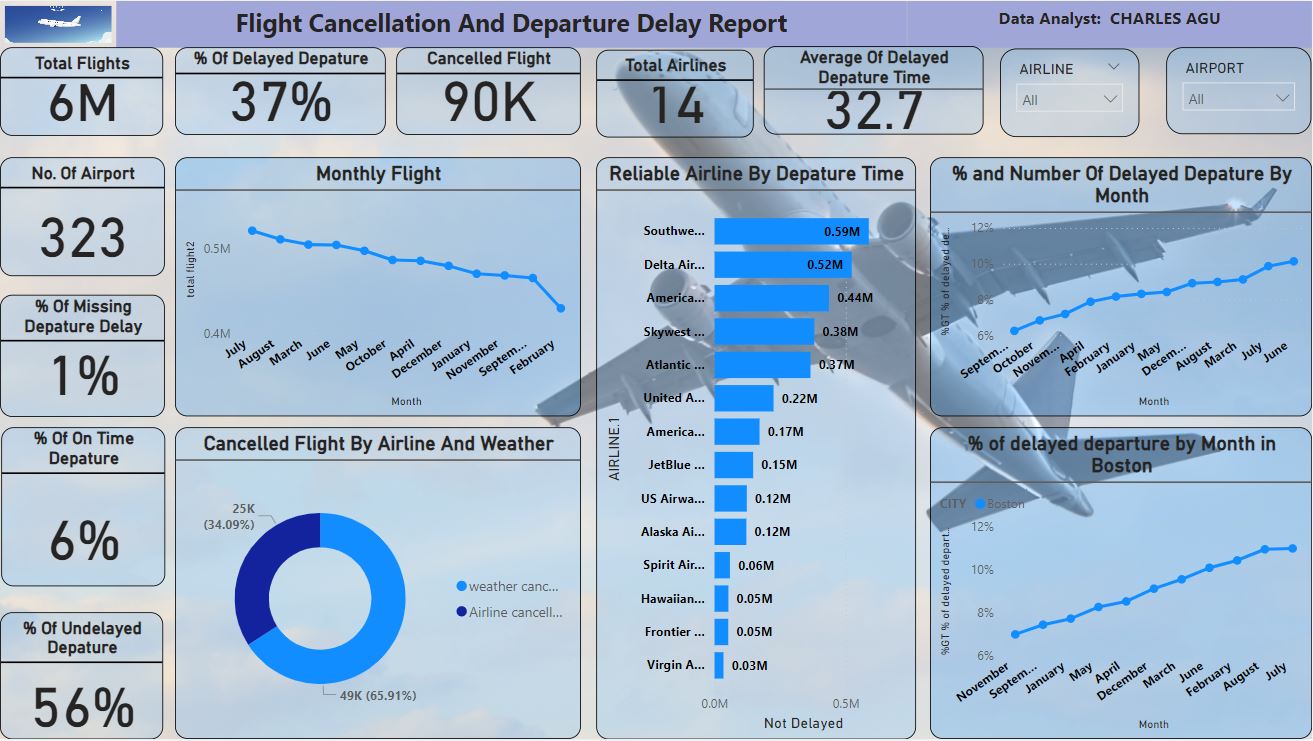 Flight Cancellation And Departure Delay Report
Data Analyst: CHARLES AGU
Total Flights
6M
% Of Delayed Depature
37%
Cancelled Flight
90K
Total Airlines
14
Average Of Delayed
Depature Time
32.7
AIRLINE
All
AIRPORT
All
No. Of Airport
323
% Of Missing
Depature Delay
1%
% Of On Time
Depature
6%
% Of Undelayed
Depature
56%
Monthly Flight
total flight2
0.5M
0.4M
July
August
March
June
May
October
April
December
January
November
Septem...
February
Month
Cancelled Flight By Airline And Weather
25K
(34.09%)
49K (65.91%)
weather canc...
Airline cancell...
Reliable Airline By Depature Time
AIRLINE.1
Southwe...
0.59M
Delta Air...
0.52M
America...
0.44M
Skywest ...
0.38M
Atlantic ...
0.37M
United A...
0.22M
America...
0.17M
JetBlue ...
0.15M
US Airwa...
0.12M
Alaska Ai...
0.12M
Spirit Air...
0.06M
Hawaiian...
0.05M
Frontier ...
0.05M
Virgin A...
0.03M
0.0M
0.5M
Not Delayed
% and Number Of Delayed Depature By
Month
%GT % of delayed de...
12%
10%
8%
6%
Septem...
October
Novem...
April
February
January
May
Decem...
August
March
July
June
Month
% of delayed departure by Month in
Boston
CITY
Boston
%GT % of delayed depart...
12%
10%
8%
6%
November
Septem...
January
May
April
December
March
June
February
August
July
Month